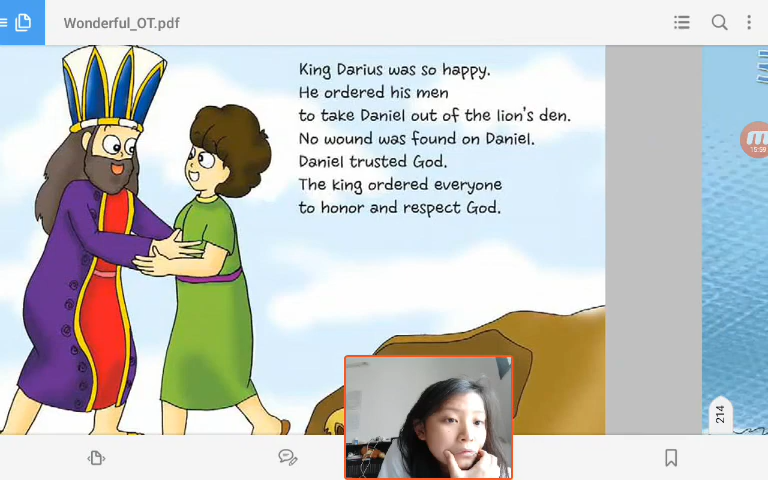 Wonderful_OT.pdf
King Darius was so happy.
He ordered his men
to take Daniel out of the lion's den.
No wound was found on Daniel.
Daniel trusted God.
The king ordered everyone
to honor and respect God.
15:59
214